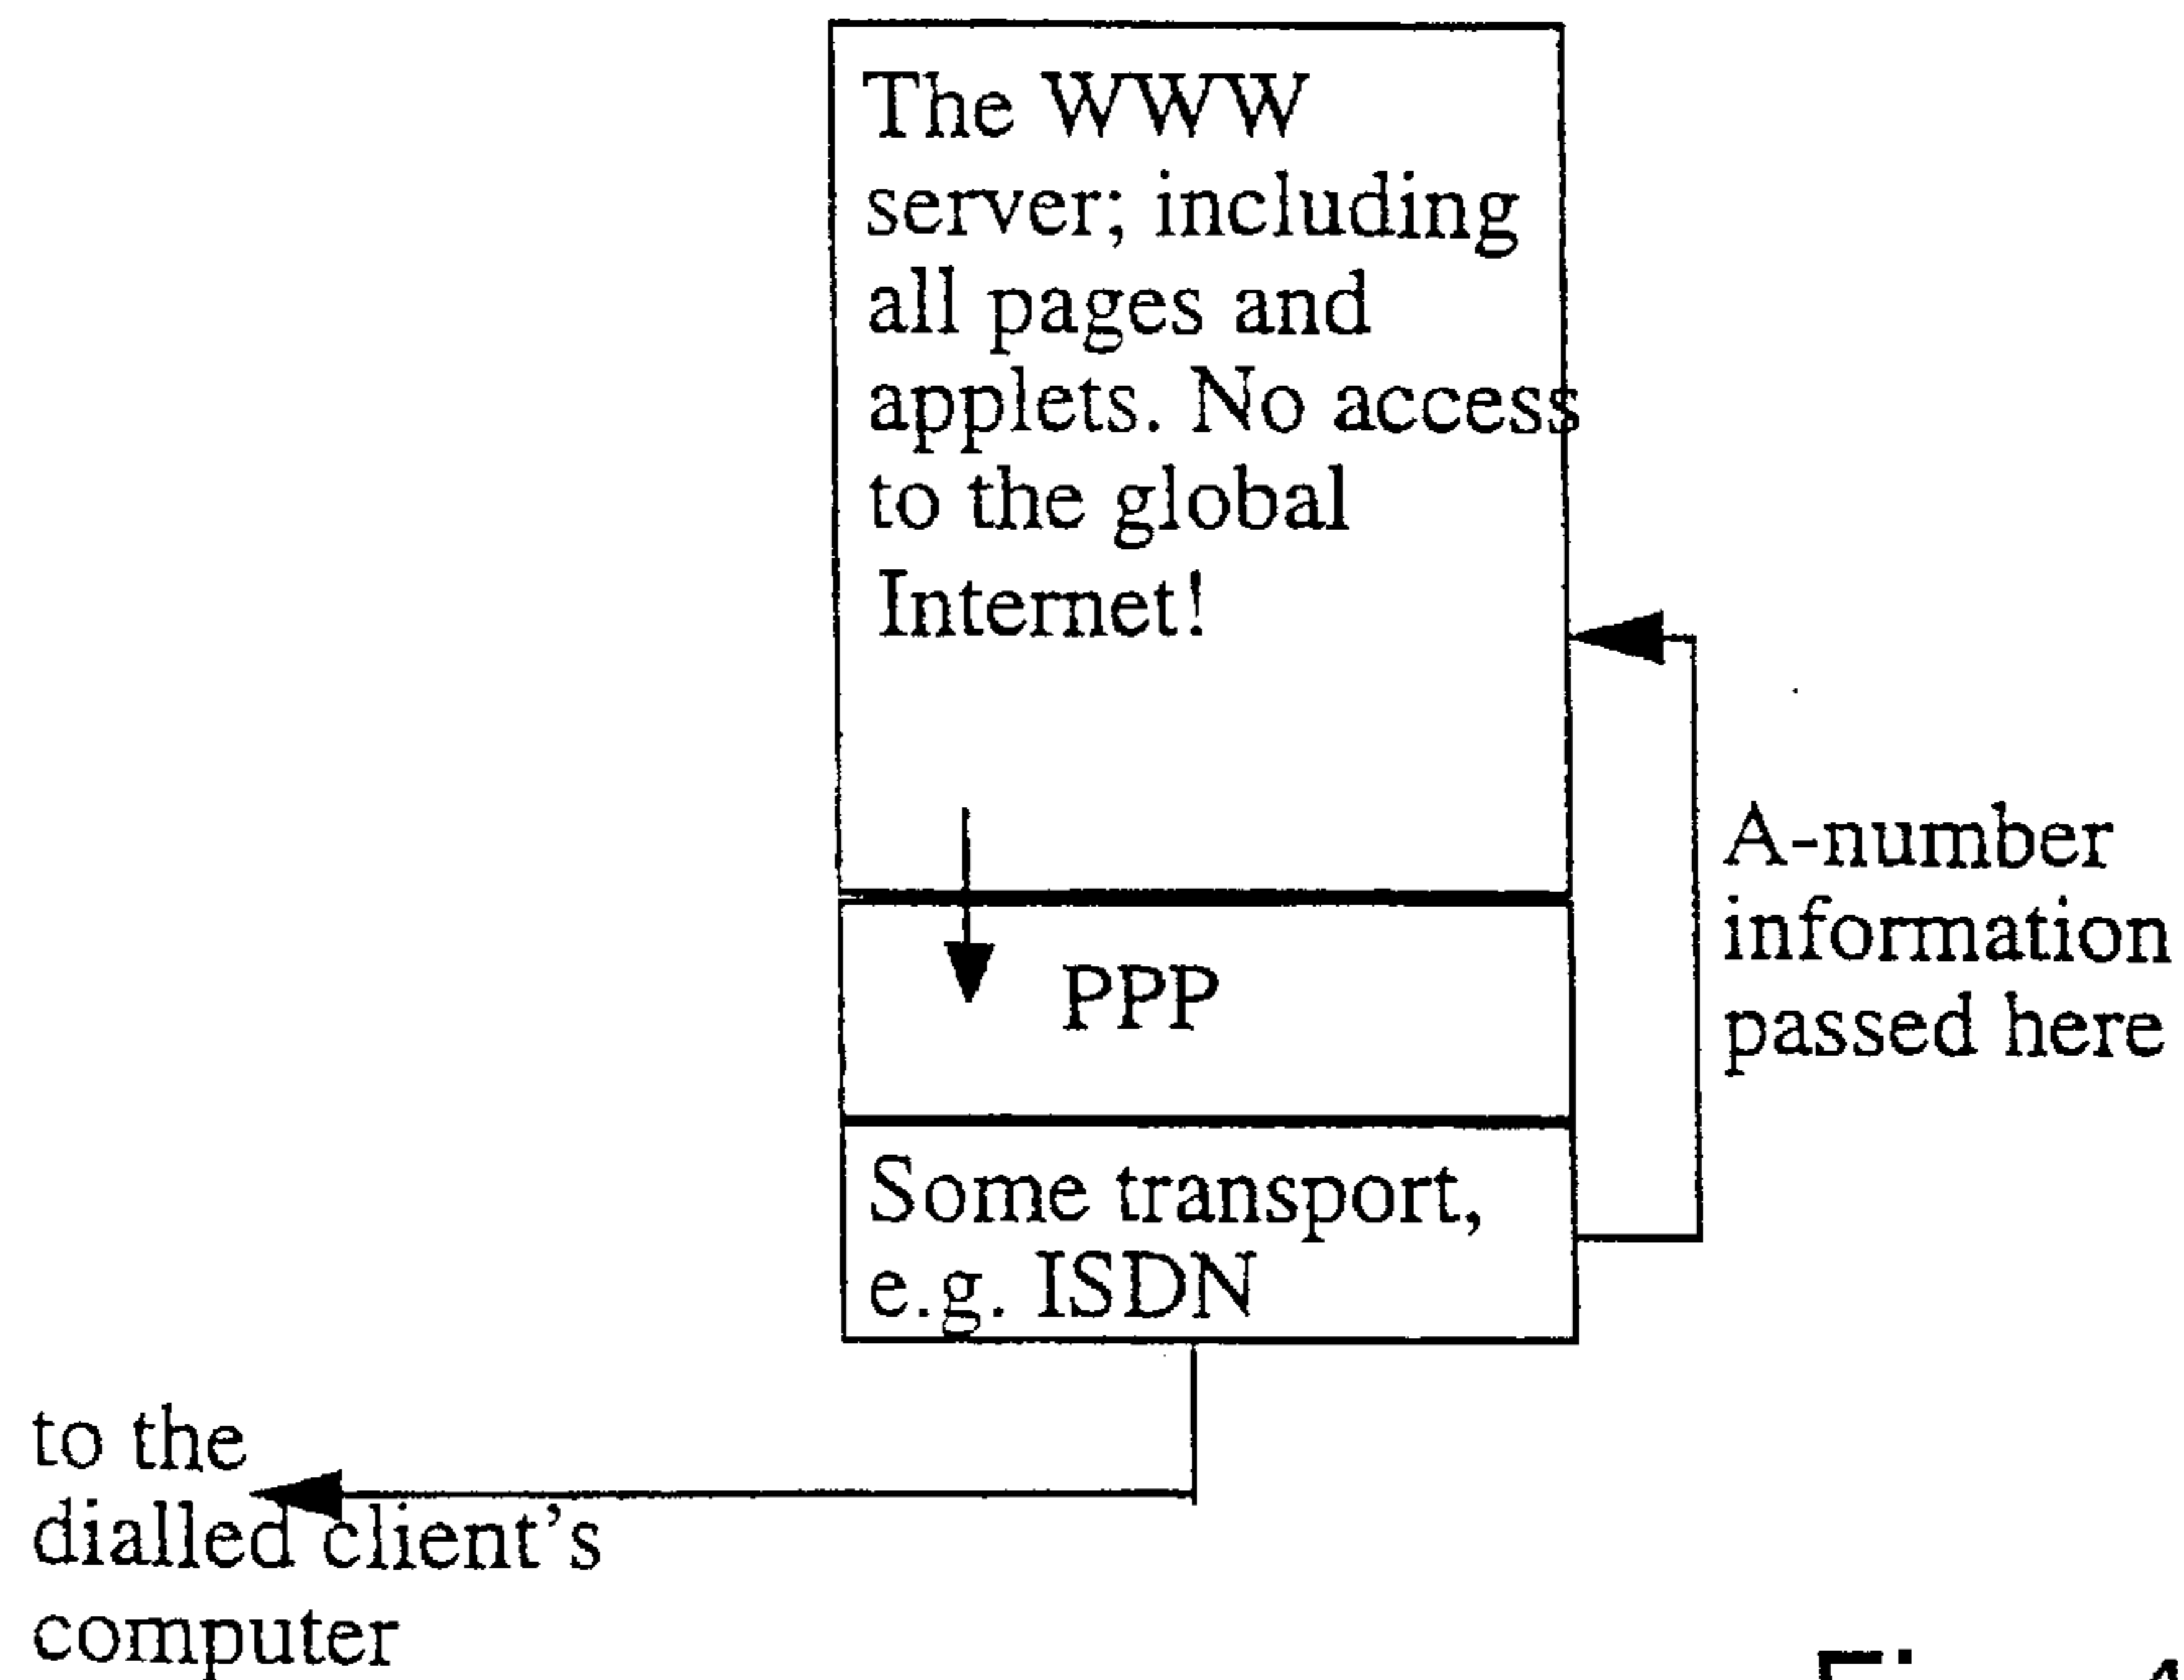 The WWW
server; including
all pages and
applets. No access
to the global
Internet!
A-number
information
passed here
PPP
Some transport,
e.g. ISDN
to the
dialled client's
computer